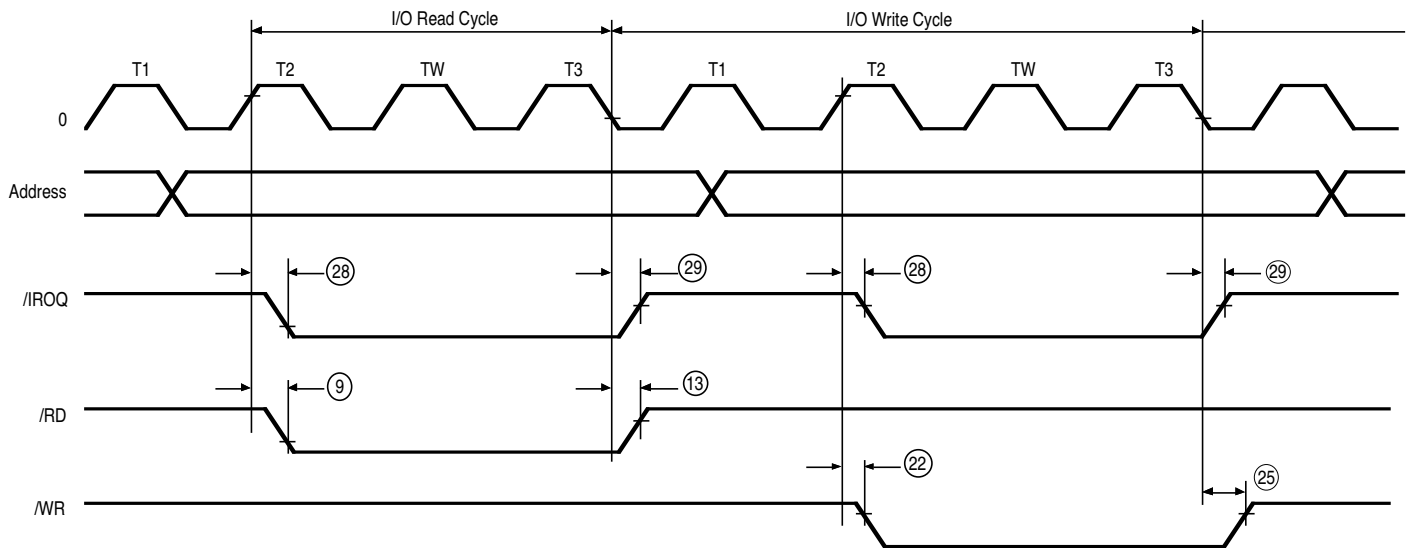 I/O Read Cycle I/O Write Cycle
T1 T2 TW T3 T1 T2 TW T3
0
Address
28 29 28 29
/IROQ
9 13
/RD
22
25
/WR